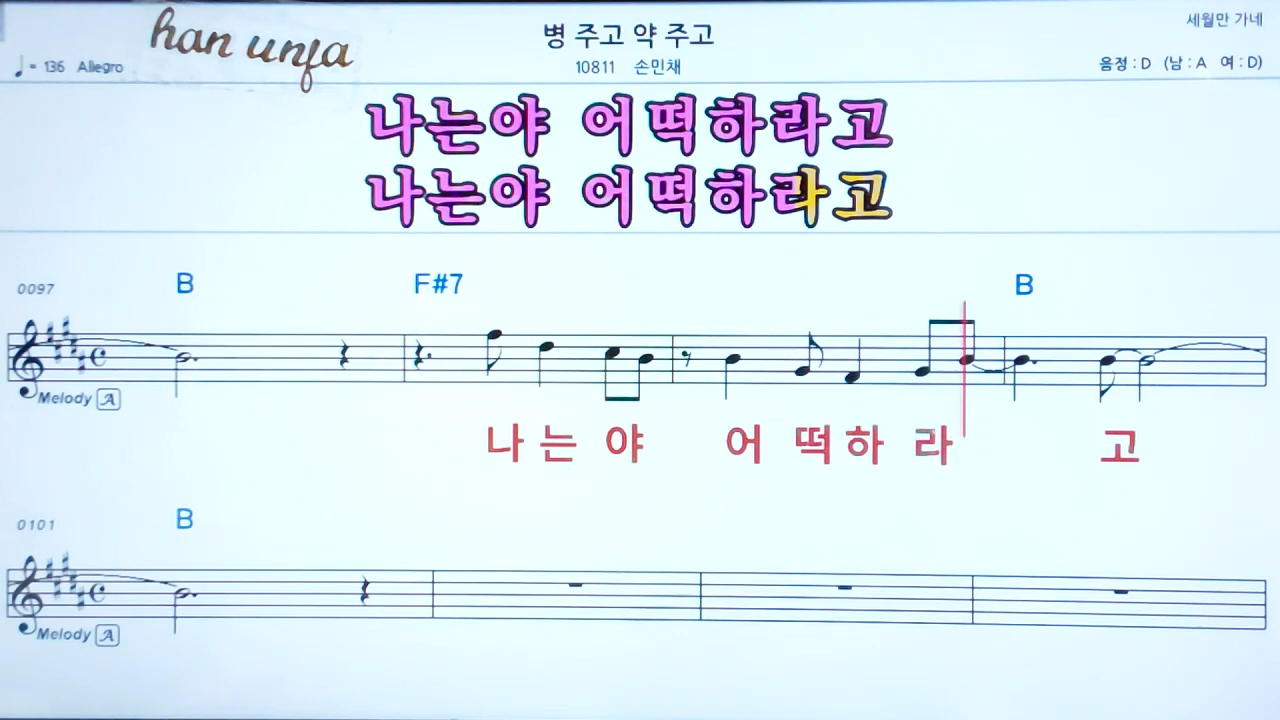 han unfa
병 주고 약 주고
세월만 가네
♩= 136 Allegro
10811 손민채
음정 : D (남 : A 여 : D)
나는야 어떡하라고
나는야 어떡하라고
0097
B F#7 B
Melody A
나 는 야 어 떡 하 라 고
0101
B
Melody A